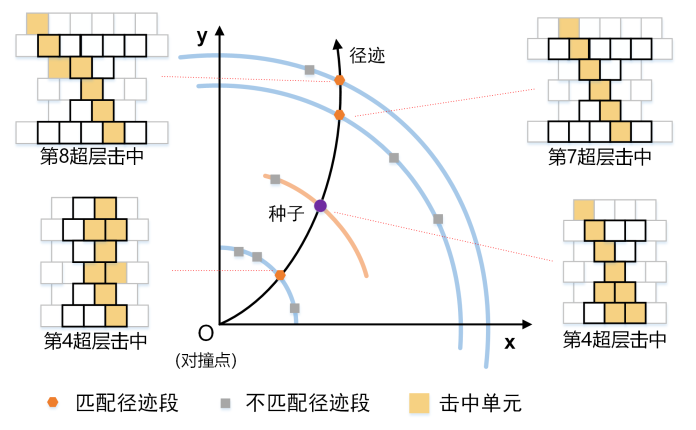 y
径迹
第8超层击中
第7超层击中
种子
第4超层击中
第4超层击中
O
x
(对撞点)
匹配径迹段
不匹配径迹段
击中单元